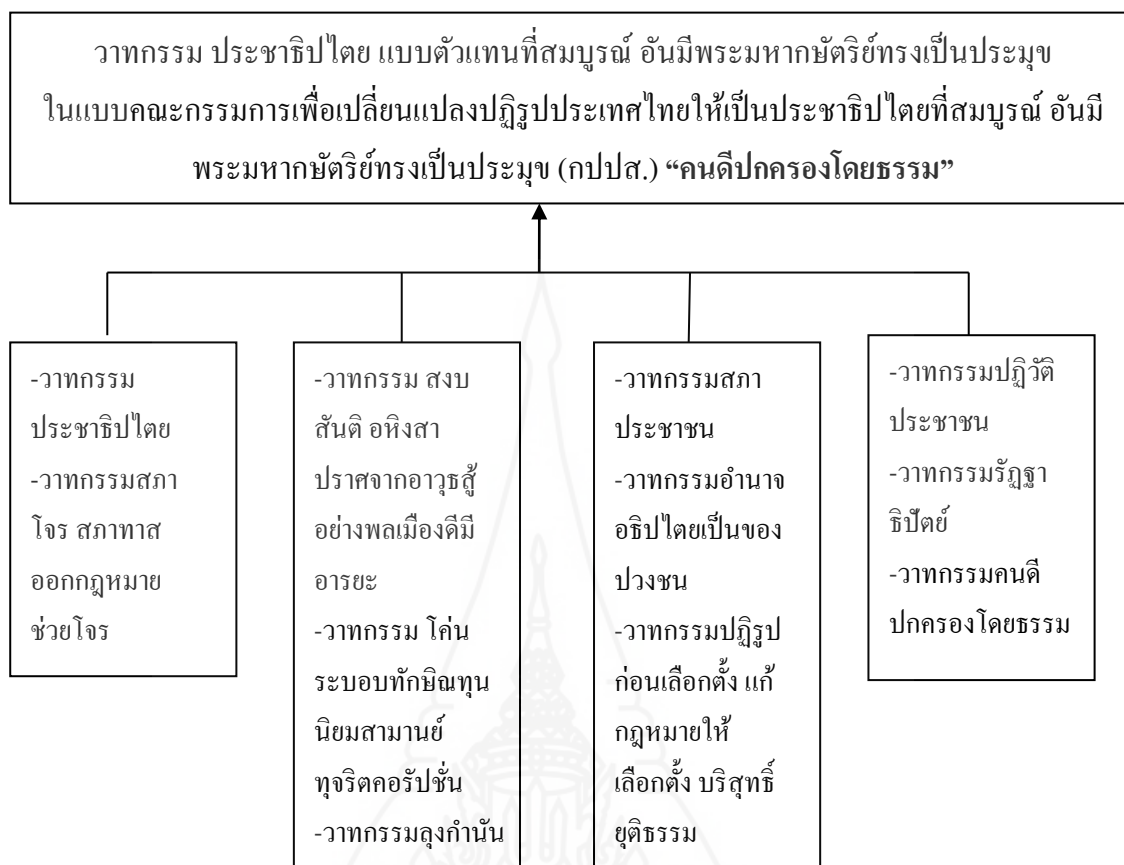 วาทกรรม ประชาธิปไตย แบบตัวแทนที่สมบูรณ์ อันมีพระมหากษัตริย์ทรงเป็นประมุข
ในแบบคณะกรรมการเพื่อเปลี่ยนแปลงปฏิรูปประเทศไทยให้เป็นประชาธิปไตยที่สมบูรณ์ อันมี
พระมหากษัตริย์ทรงเป็นประมุข (กปปส.) “คนดีปกครองโดยธรรม”
-วาทกรรม
ประชาธิปไตย
-วาทกรรมสภา
โจร สภาทาส
ออกกฎหมาย
ช่วยโจร
-วาทกรรม สงบ
สันติ อหิงสา
ปราศจากอาวุธสู้
อย่างพลเมืองดีมี
อารยะ
-วาทกรรม โค่น
ระบอบทักษิณทุน
นิยมสามานย์
ทุจริตคอรัปชั่น
-วาทกรรมลุงกำนัน
-วาทกรรมสภา
ประชาชน
-วาทกรรมอำนาจ
อธิปไตยเป็นของ
ปวงชน
-วาทกรรมปฏิรูป
ก่อนเลือกตั้ง แก้
กฎหมายให้
เลือกตั้ง บริสุทธิ์
ยุติธรรม
-วาทกรรมปฏิวัติ
ประชาชน
-วาทกรรมรัฏฐา
ธิปัตย์
-วาทกรรมคนดี
ปกครองโดยธรรม